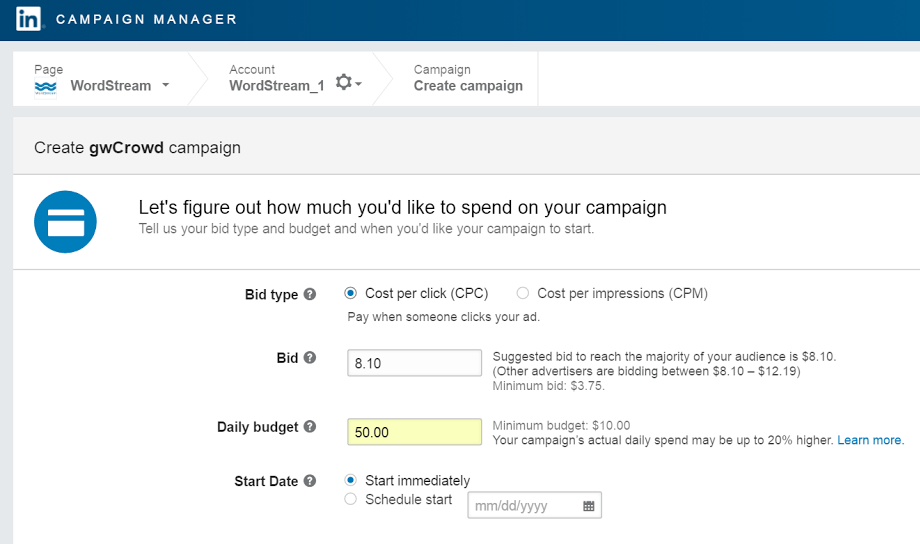 in CAMPAIGN MANAGER
Page
WordStream
Account
WordStream_1
Campaign
Create campaign
Create gwCrowd campaign
Let's figure out how much you'd like to spend on your campaign
Tell us your bid type and budget and when you'd like your campaign to start.
Bid type ? Cost per click (CPC) Cost per impressions (CPM)
Pay when someone clicks your ad.
Bid ? 8.10 Suggested bid to reach the majority of your audience is $8.10.
(Other advertisers are bidding between $8.10 – $12.19)
Minimum bid: $3.75.
Daily budget ? 50.00 Minimum budget: $10.00
Your campaign's actual daily spend may be up to 20% higher. Learn more.
Start Date ? Start immediately
Schedule start mm/dd/yyyy